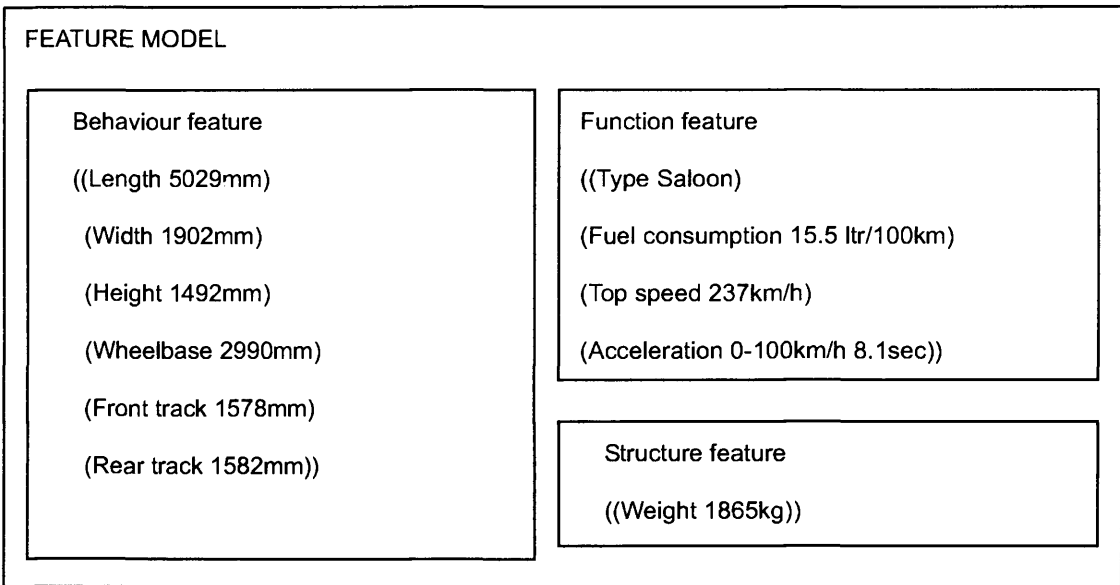 FEATURE MODEL
Behaviour feature
((Length 5029mm)
(Width 1902mm)
(Height 1492mm)
(Wheelbase 2990mm)
(Front track 1578mm)
(Rear track 1582mm))
Function feature
((Type Saloon)
(Fuel consumption 15.5 ltr/100km)
(Top speed 237km/h)
(Acceleration 0-100km/h 8.1sec))
Structure feature
((Weight 1865kg))